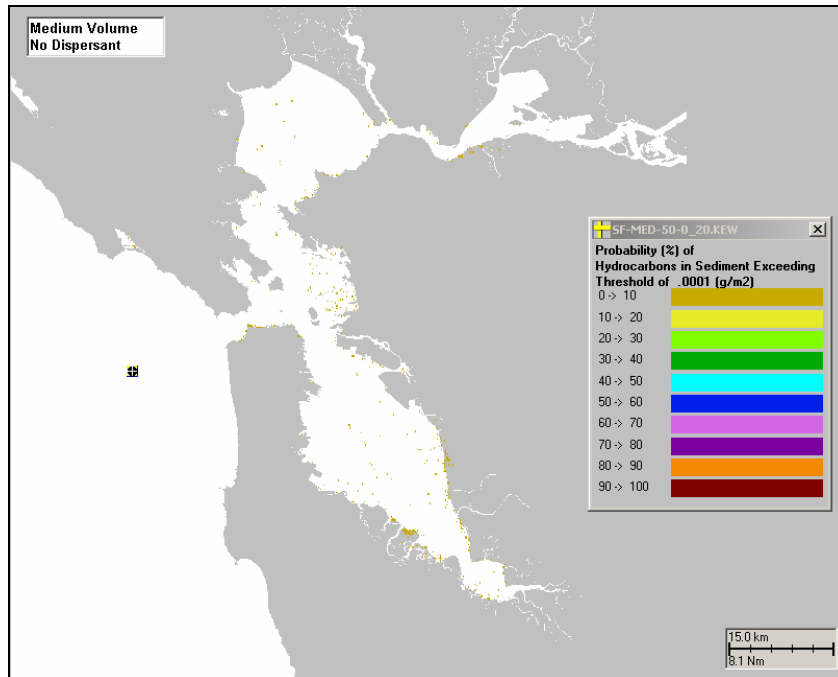 Medium Volume
No Dispersant
SF-MED-50-0_20.KEW
Probability (%) of
Hydrocarbons in Sediment Exceeding
Threshold of .0001 (g/m2)
0 -> 10
10 -> 20
20 -> 30
30 -> 40
40 -> 50
50 -> 60
60 -> 70
70 -> 80
80 -> 90
90 -> 100
15.0 km
8.1 Nm